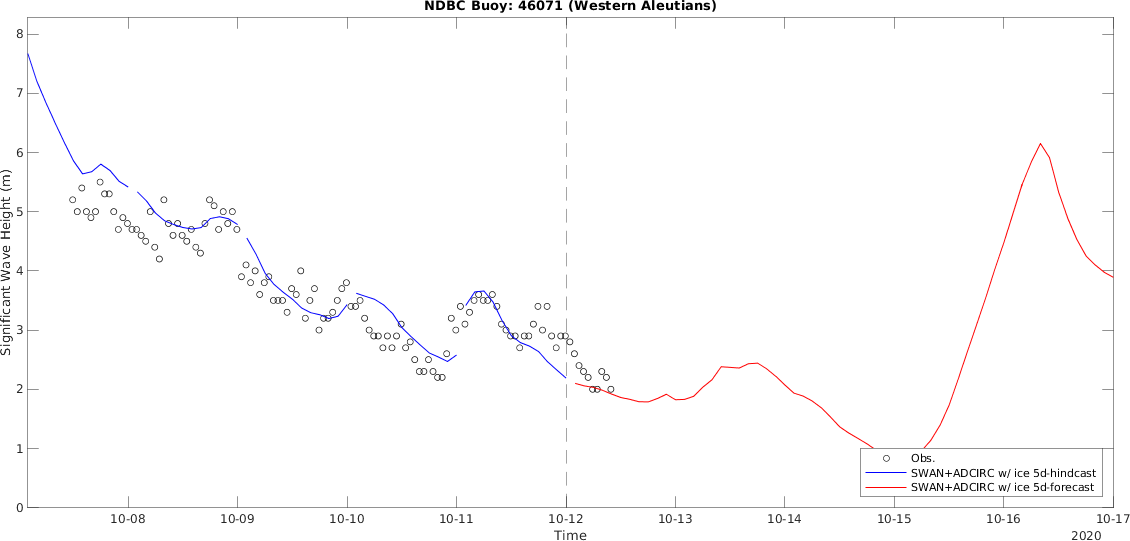 NDBC Buoy: 46071 (Western Aleutians)
8
7
6
5
4
3
2
1
0
Significant Wave Height (m)
Obs.
SWAN+ADCIRC w/ ice 5d-hindcast
SWAN+ADCIRC w/ ice 5d-forecast
10-08 10-09 10-10 10-11 10-12 10-13 10-14 10-15 10-16 10-17
Time
2020